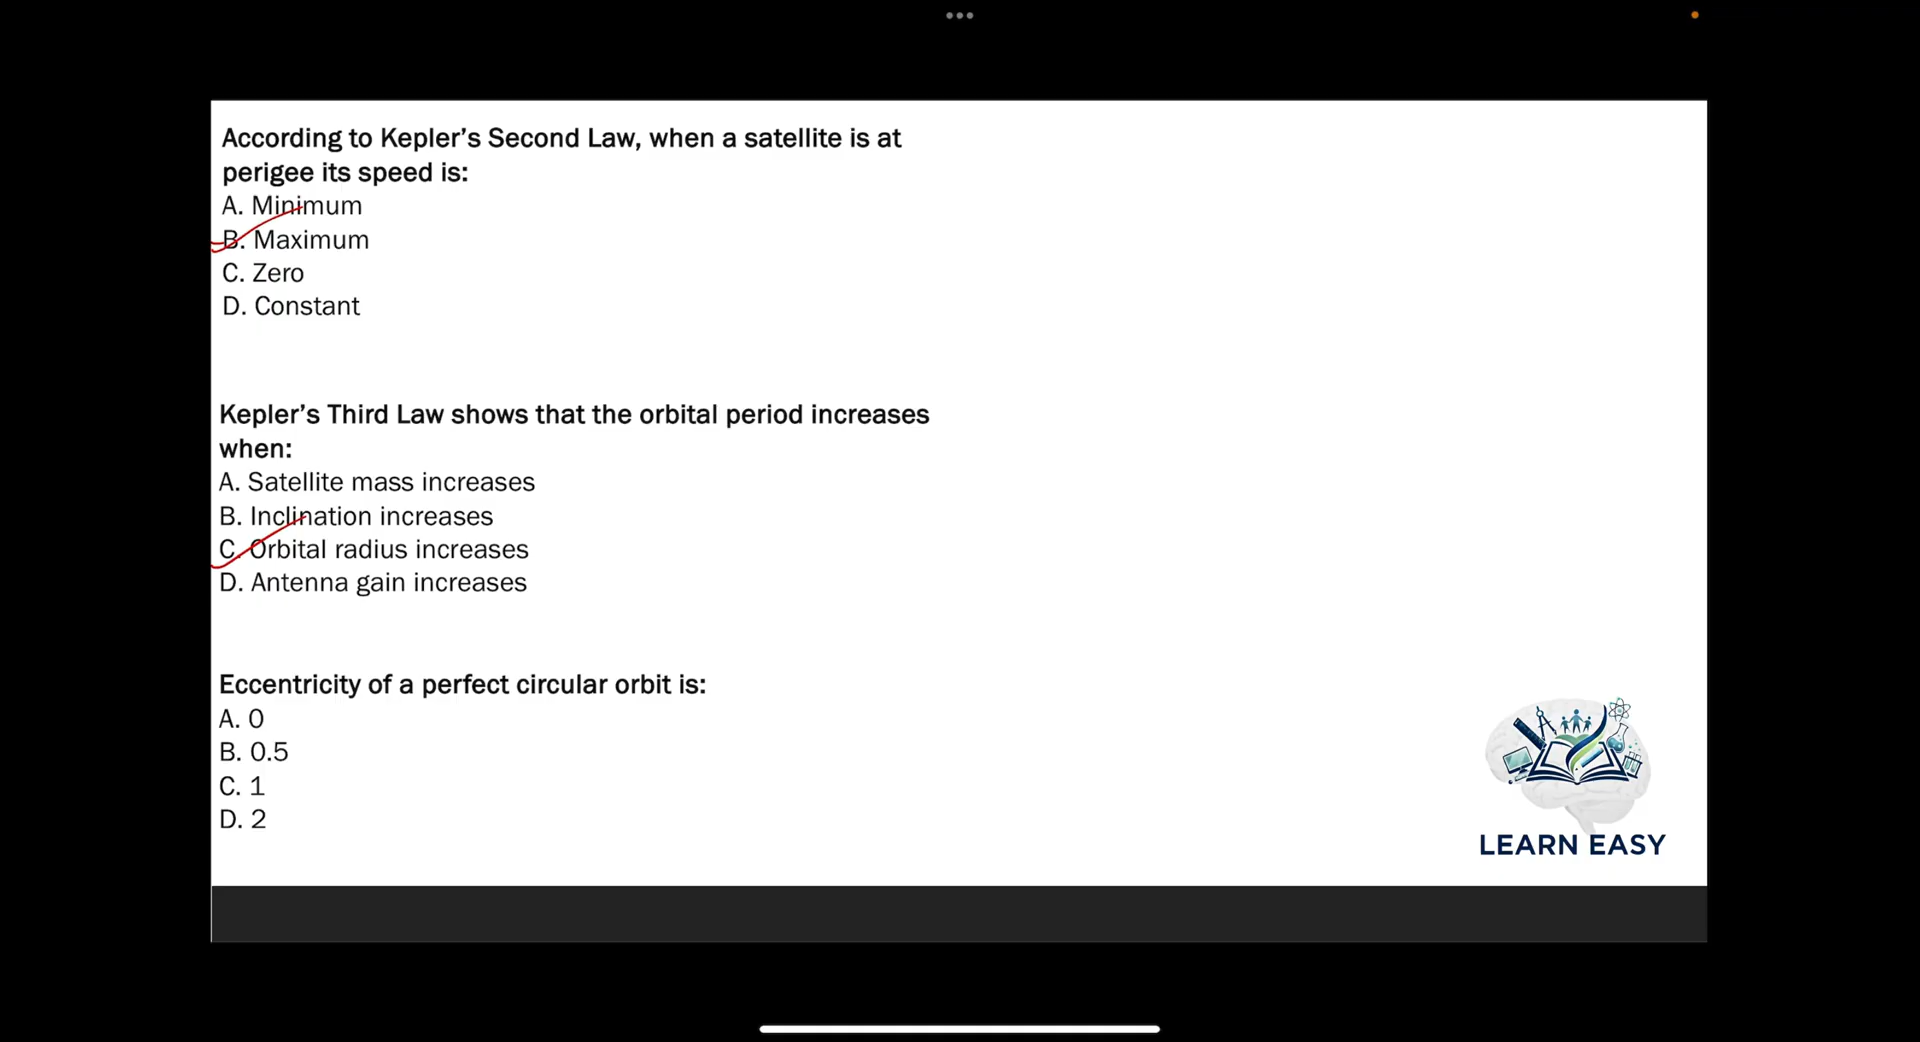 According to Kepler’s Second Law, when a satellite is at
perigee its speed is:
A. Minimum
B. Maximum
C. Zero
D. Constant
Kepler’s Third Law shows that the orbital period increases
when:
A. Satellite mass increases
B. Inclination increases
C. Orbital radius increases
D. Antenna gain increases
Eccentricity of a perfect circular orbit is:
A. 0
B. 0.5
C. 1
D. 2
LEARN EASY